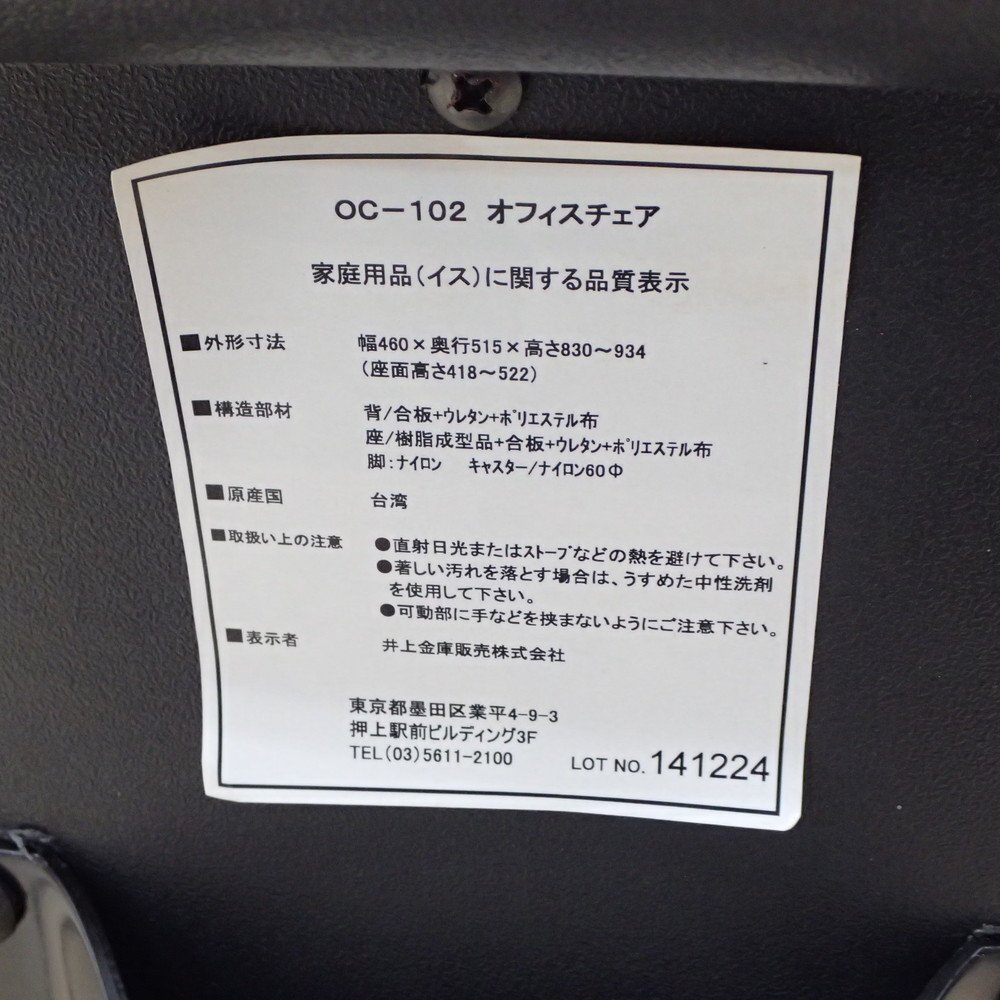 OC－102 オフィスチェア
家庭用品(イス)に関する品質表示
■外形寸法 幅460×奥行515×高さ830～934
(座面高さ418～522)
■構造部材 背/合板+ウレタン+ポリエステル布
座/樹脂成型品+合板+ウレタン+ポリエステル布
脚:ナイロン キャスター/ナイロン60Φ
■原産国 台湾
■取扱い上の注意 ●直射日光またはストーブなどの熱を避けて下さい。
●著しい汚れを落とす場合は、うすめた中性洗剤
を使用して下さい。
●可動部に手などを挟まないようにご注意下さい。
■表示者 井上金庫販売株式会社
東京都墨田区業平4-9-3
押上駅前ビルディング3F
TEL(03)5611-2100 LOT NO. 141224